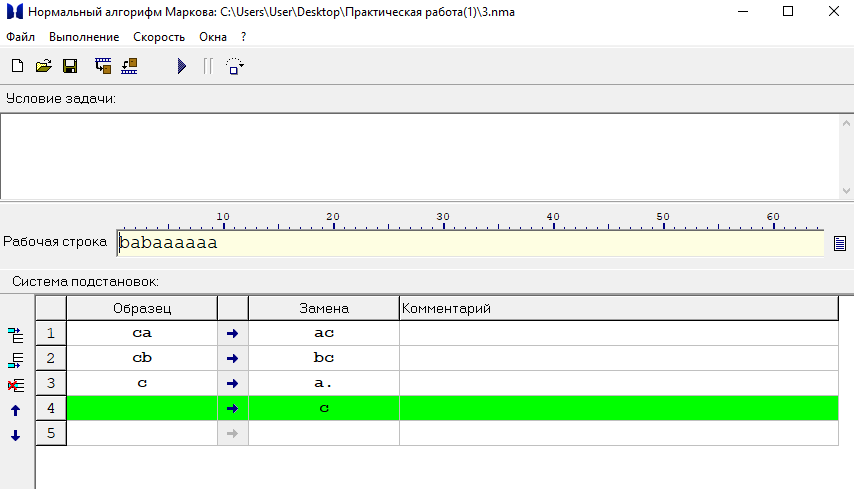 Нормальный алгорифм Маркова: C:\Users\User\Desktop\Практическая работа(1)\3.nma
Файл Выполнение Скорость Окна ?
Условие задачи:
10 20 30 40 50 60
Рабочая строка babaaaaaa
Система подстановок:
Образец Замена Комментарий
1 ca → ac
2 cb → bc
3 c → a.
4 → c
5 →